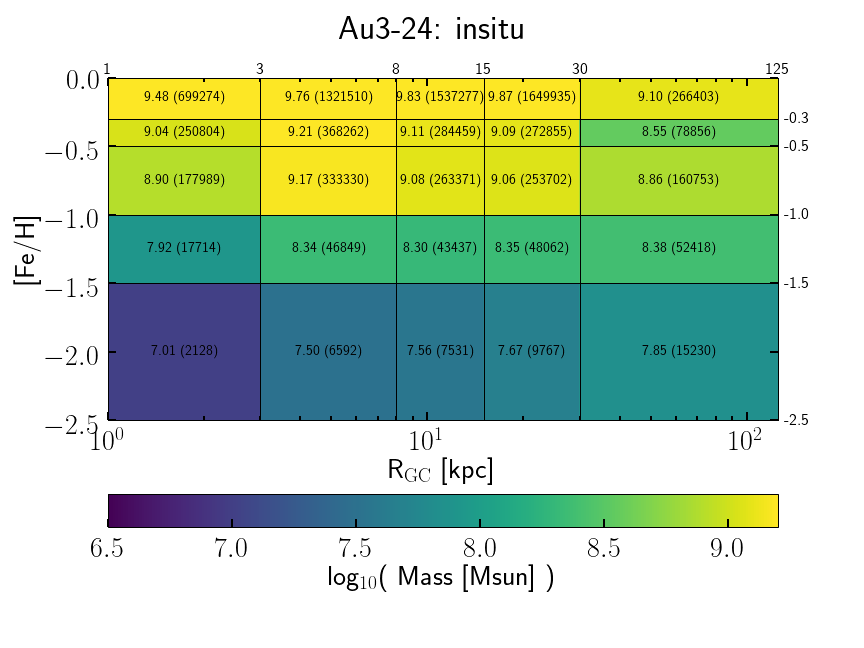 Au3-24: insitu
1 3 8 15 30 125
0.0
9.48 (699274) 9.76 (1321510) 9.83 (1537277) 9.87 (1649935) 9.10 (266403)
-0.3
9.04 (250804) 9.21 (368262) 9.11 (284459) 9.09 (272855) 8.55 (78856)
−0.5 -0.5
8.90 (177989) 9.17 (333330) 9.08 (263371) 9.06 (253702) 8.86 (160753)
−1.0 -1.0
7.92 (17714) 8.34 (46849) 8.30 (43437) 8.35 (48062) 8.38 (52418)
−1.5 -1.5
7.01 (2128) 7.50 (6592) 7.56 (7531) 7.67 (9767) 7.85 (15230)
−2.0
−2.5 -2.5
[Fe/H]
10⁰ 10¹ 10²
R_GC [kpc]
6.5 7.0 7.5 8.0 8.5 9.0
log₁₀( Mass [Msun] )